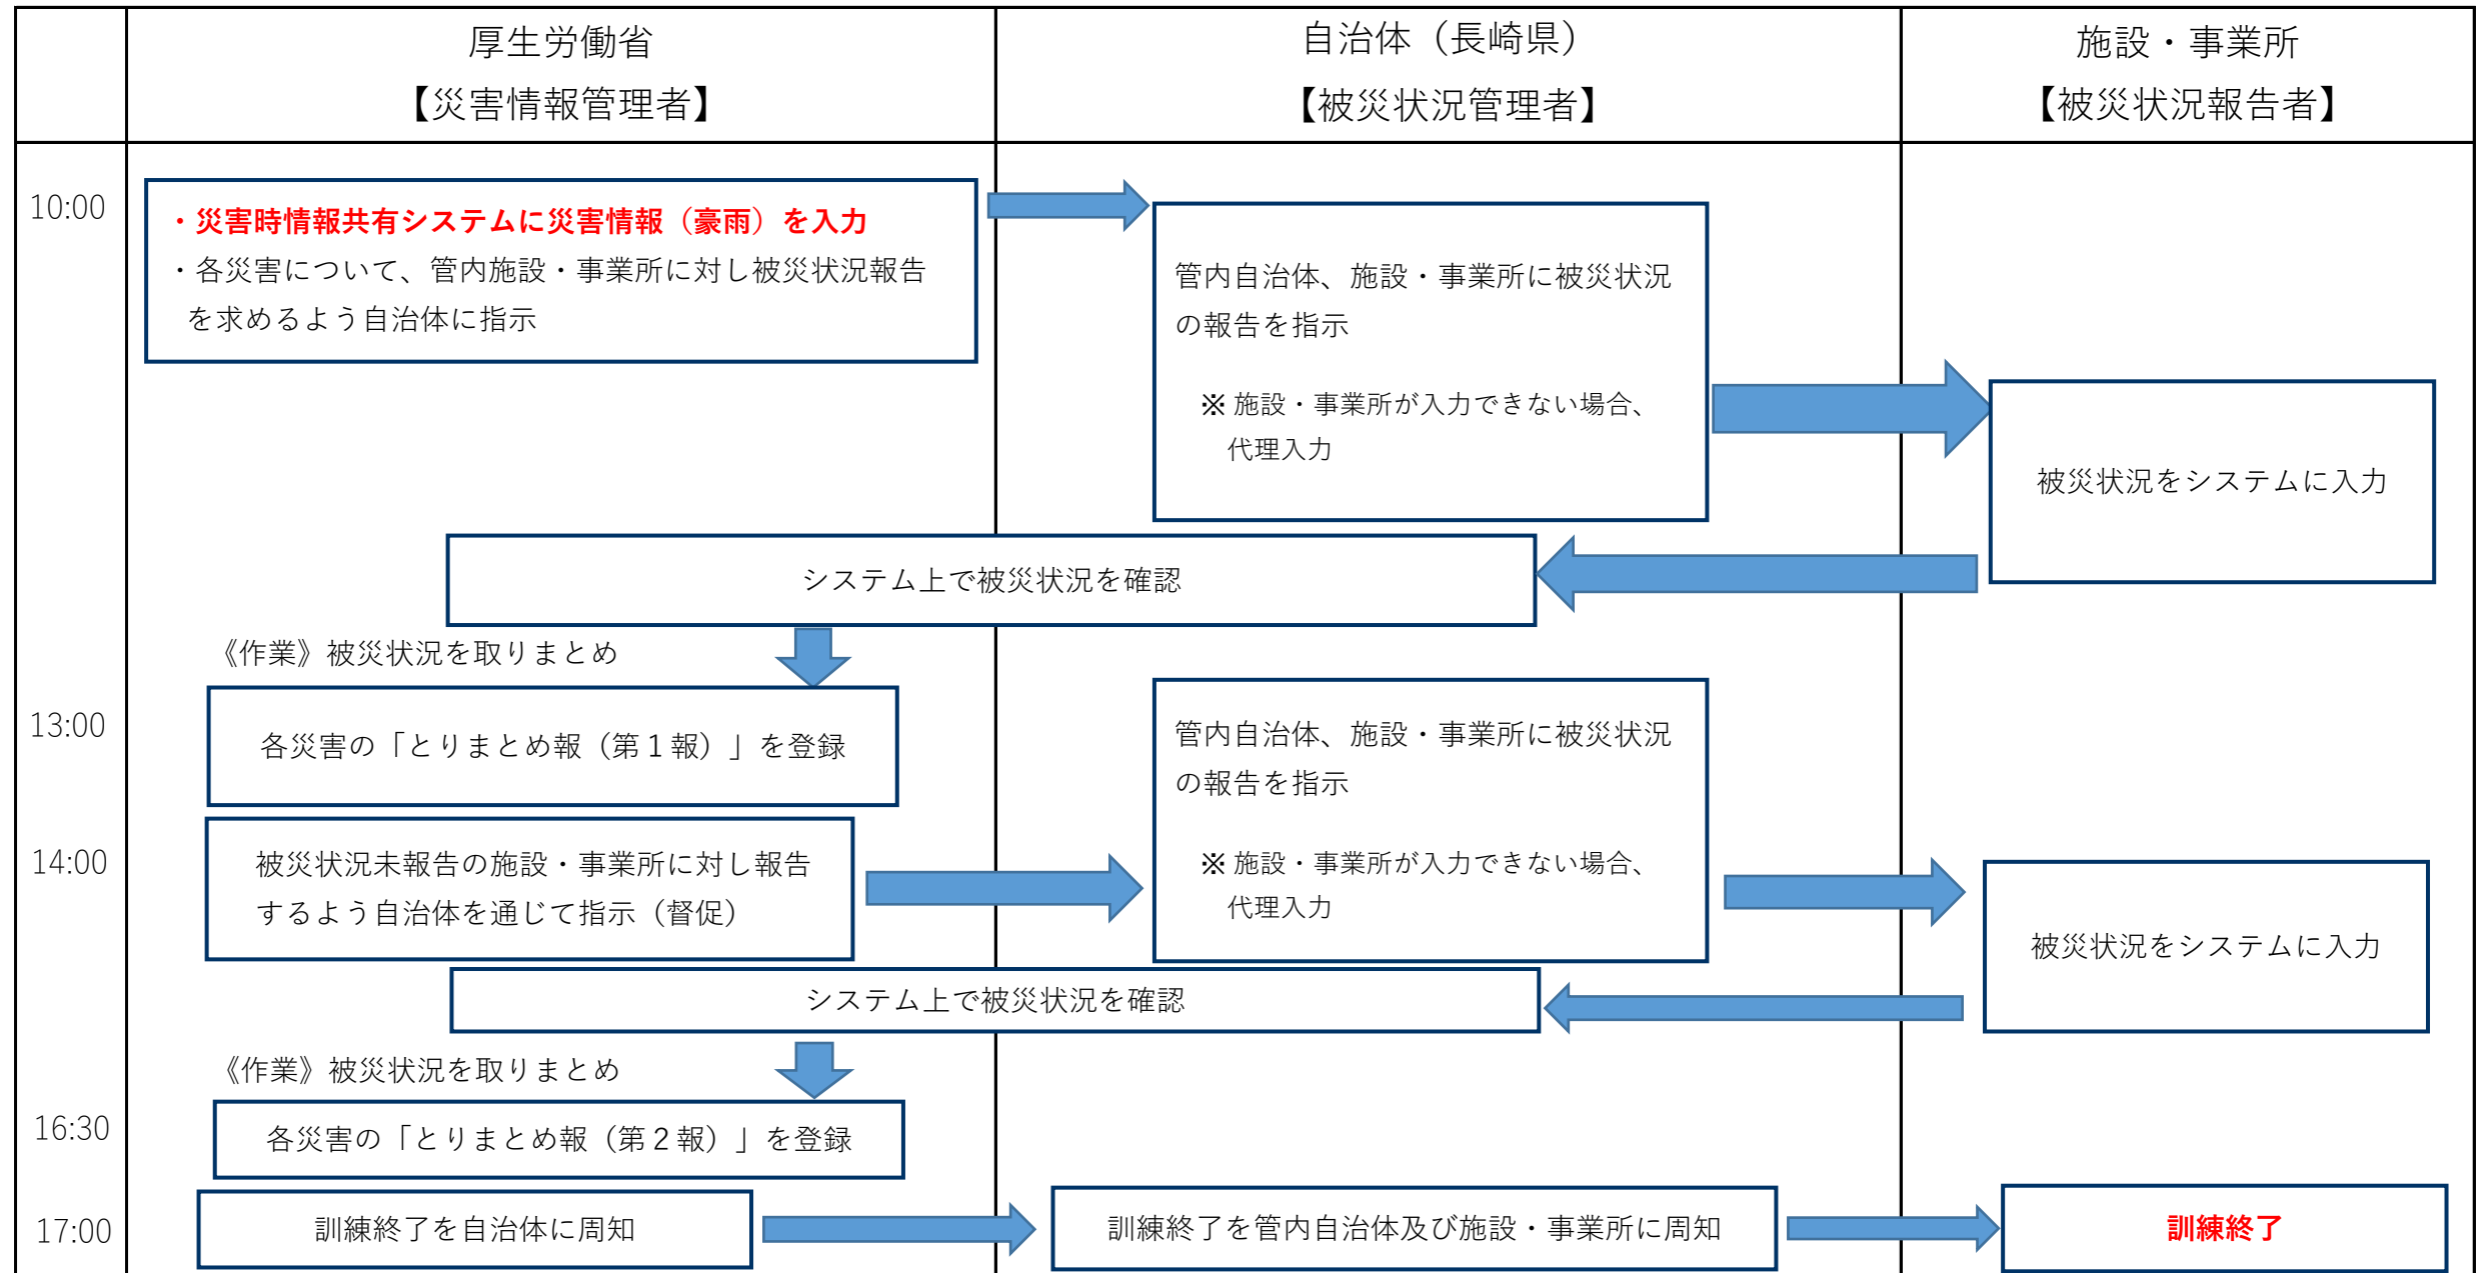 厚生労働省
【災害情報管理者】
自治体（長崎県）
【被災状況管理者】
施設・事業所
【被災状況報告者】
10:00
・災害時情報共有システムに災害情報（豪雨）を入力
・各災害について、管内施設・事業所に対し被災状況報告
を求めるよう自治体に指示
管内自治体、施設・事業所に被災状況
の報告を指示
※ 施設・事業所が入力できない場合、
代理入力
被災状況をシステムに入力
システム上で被災状況を確認
《作業》被災状況を取りまとめ
13:00
各災害の「とりまとめ報（第１報）」を登録
管内自治体、施設・事業所に被災状況
の報告を指示
※ 施設・事業所が入力できない場合、
代理入力
14:00
被災状況未報告の施設・事業所に対し報告
するよう自治体を通じて指示（督促）
被災状況をシステムに入力
システム上で被災状況を確認
《作業》被災状況を取りまとめ
16:30
各災害の「とりまとめ報（第２報）」を登録
17:00
訓練終了を自治体に周知
訓練終了を管内自治体及び施設・事業所に周知
訓練終了